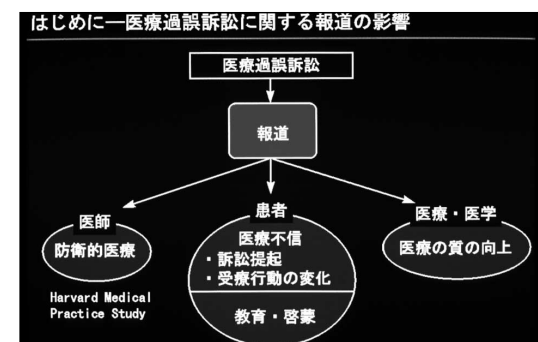 はじめに―医療過誤訴訟に関する報道の影響
医療過誤訴訟
報道
医師
防衛的医療
Harvard Medical
Practice Study
患者
医療不信
・訴訟提起
・受療行動の変化
教育・啓蒙
医療・医学
医療の質の向上